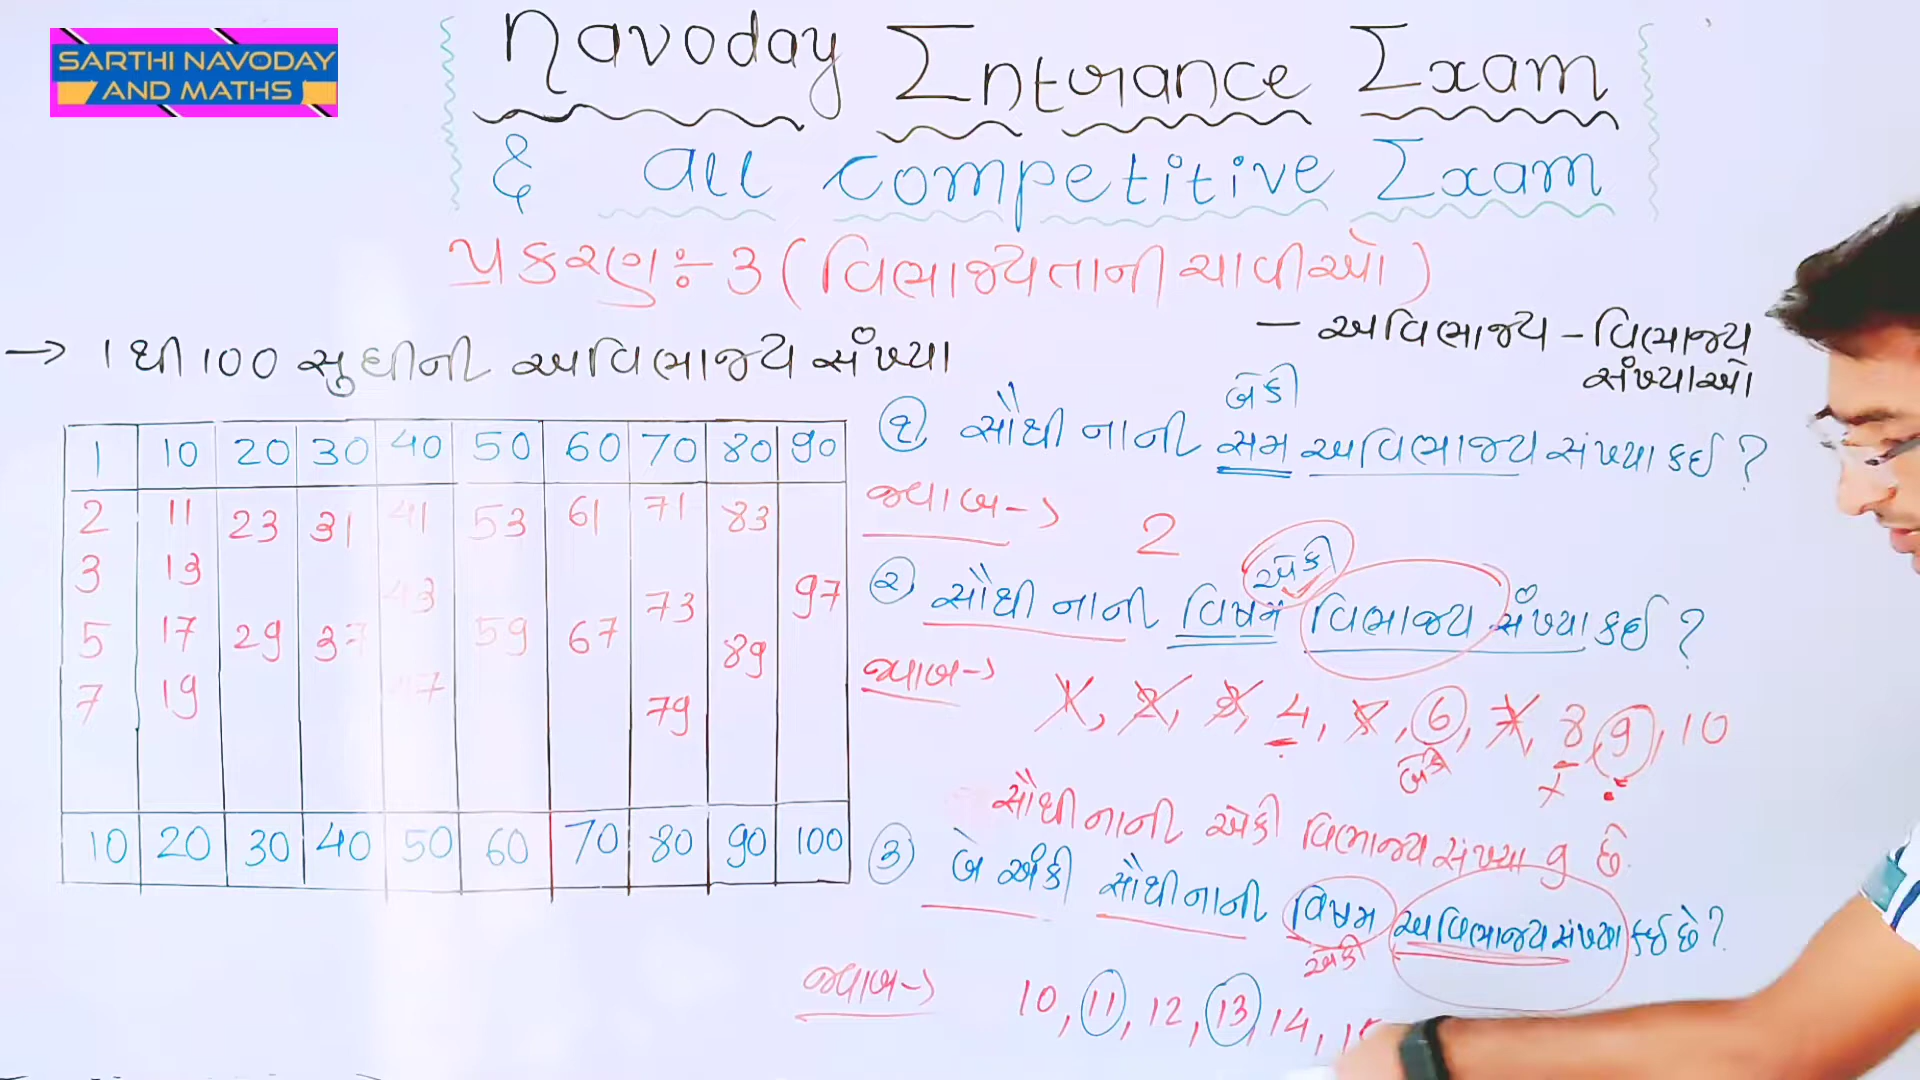 SARTHI NAVODAY
AND MATHS
Navoday Entrance Exam
& All Competitive Exam
પ્રકરણ ÷ 3 ( વિભાજ્યતાની ચાવીઓ )
→ 1 થી 100 સુધીની અવિભાજ્ય સંખ્યા
– અવિભાજ્ય – વિભાજ્ય
સંખ્યાઓ
1 10 20 30 40 50 60 70 80 90
2 11 23 31 41 53 61 71 83
3 13 43 73 97
5 17 29 37 59 67 89
7 19 47 79
10 20 30 40 50 60 70 80 90 100
બેકી
૧ સૌથી નાની સમ અવિભાજ્ય સંખ્યા કઈ ?
જવાબ → 2
એકી
૨ સૌથી નાની વિષમ વિભાજ્ય સંખ્યા કઈ ?
જવાબ → 1, 2, 3, 4, 5, 6, 7, 8, 9, 10
બેકી ×
સૌથી નાની એકી વિભાજ્ય સંખ્યા 9 છે.
૩ બે અંકી સૌથી નાની વિષમ અવિભાજ્ય સંખ્યા કઈ છે ?
એકી
જવાબ → 10, 11, 12, 13, 14,